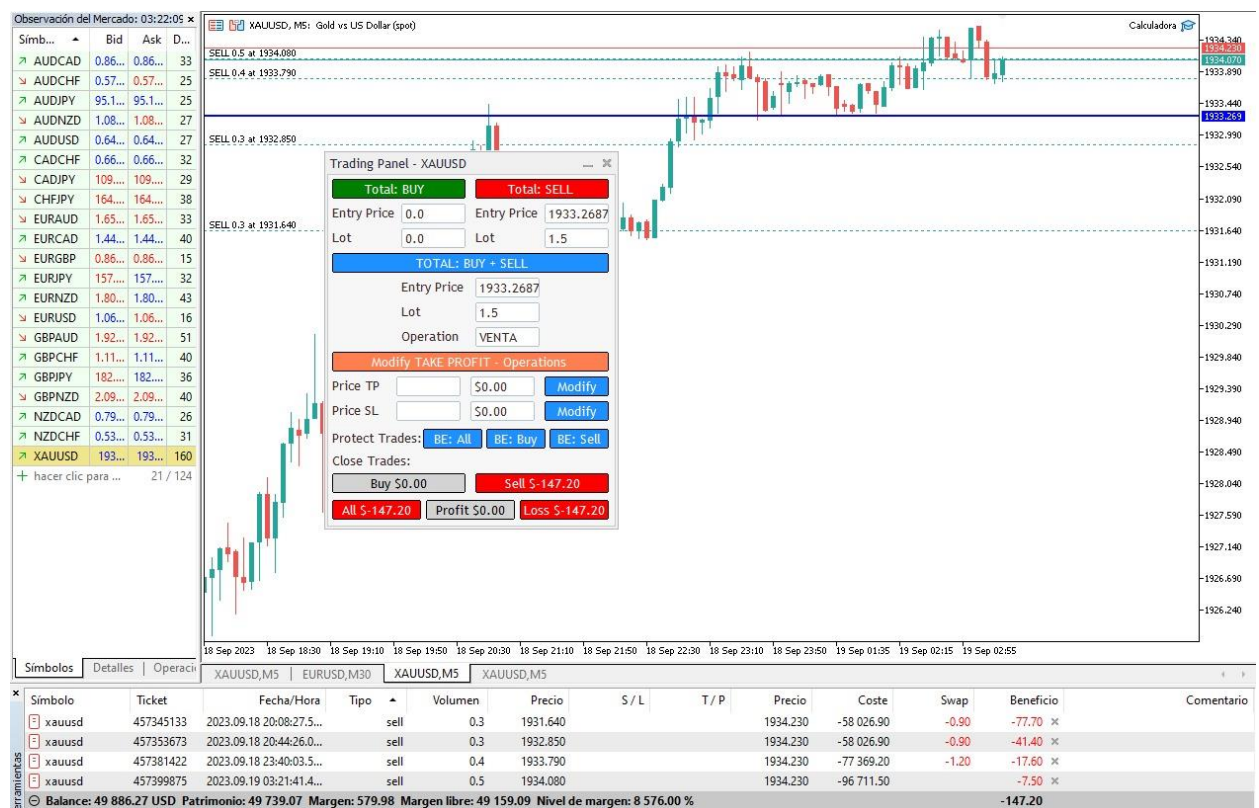 Observación del Mercado: 03:22:09
Símb... Bid Ask D...
AUDCAD 0.86... 0.86... 33
AUDCHF 0.57... 0.57... 25
AUDJPY 95.1... 95.1... 25
AUDNZD 1.08... 1.08... 27
AUDUSD 0.64... 0.64... 27
CADCHF 0.66... 0.66... 32
CADJPY 109.... 109.... 29
CHFJPY 164.... 164.... 38
EURAUD 1.65... 1.65... 33
EURCAD 1.44... 1.44... 40
EURGBP 0.86... 0.86... 15
EURJPY 157.... 157.... 32
EURNZD 1.80... 1.80... 43
EURUSD 1.06... 1.06... 16
GBPAUD 1.92... 1.92... 51
GBPCHF 1.11... 1.11... 40
GBPJPY 182.... 182.... 36
GBPNZD 2.09... 2.09... 40
NZDCAD 0.79... 0.79... 26
NZDCHF 0.53... 0.53... 31
XAUUSD 193... 193... 160
+ hacer clic para ... 21 / 124
Símbolos Detalles Operaci
XAUUSD, M5: Gold vs US Dollar (spot)
Calculadora
SELL 0.5 at 1934.080
SELL 0.4 at 1933.790
SELL 0.3 at 1932.850
SELL 0.3 at 1931.640
1934.340
1934.230
1934.070
1933.890
1933.440
1933.269
1932.990
1932.540
1932.090
1931.640
1931.190
1930.740
1930.290
1929.840
1929.390
1928.940
1928.490
1928.040
1927.590
1927.140
1926.690
1926.240
Trading Panel - XAUUSD
Total: BUY Total: SELL
Entry Price 0.0 Entry Price 1933.2687
Lot 0.0 Lot 1.5
TOTAL: BUY + SELL
Entry Price 1933.2687
Lot 1.5
Operation VENTA
Modify TAKE PROFIT - Operations
Price TP $0.00 Modify
Price SL $0.00 Modify
Protect Trades: BE: All BE: Buy BE: Sell
Close Trades:
Buy $0.00 Sell $-147.20
All $-147.20 Profit $0.00 Loss $-147.20
18 Sep 2023 18 Sep 18:30 18 Sep 19:10 18 Sep 19:50 18 Sep 20:30 18 Sep 21:10 18 Sep 21:50 18 Sep 22:30 18 Sep 23:10 18 Sep 23:50 19 Sep 01:35 19 Sep 02:15 19 Sep 02:55
XAUUSD,M5 EURUSD,M30 XAUUSD,M5 XAUUSD,M5
Símbolo Ticket Fecha/Hora Tipo Volumen Precio S / L T / P Precio Coste Swap Beneficio Comentario
xauusd 457345133 2023.09.18 20:08:27.5... sell 0.3 1931.640 1934.230 -58 026.90 -0.90 -77.70
xauusd 457353673 2023.09.18 20:44:26.0... sell 0.3 1932.850 1934.230 -58 026.90 -0.90 -41.40
xauusd 457381422 2023.09.18 23:40:03.5... sell 0.4 1933.790 1934.230 -77 369.20 -1.20 -17.60
xauusd 457399875 2023.09.19 03:21:41.4... sell 0.5 1934.080 1934.230 -96 711.50 -7.50
Balance: 49 886.27 USD Patrimonio: 49 739.07 Margen: 579.98 Margen libre: 49 159.09 Nivel de margen: 8 576.00 % -147.20
erramientas